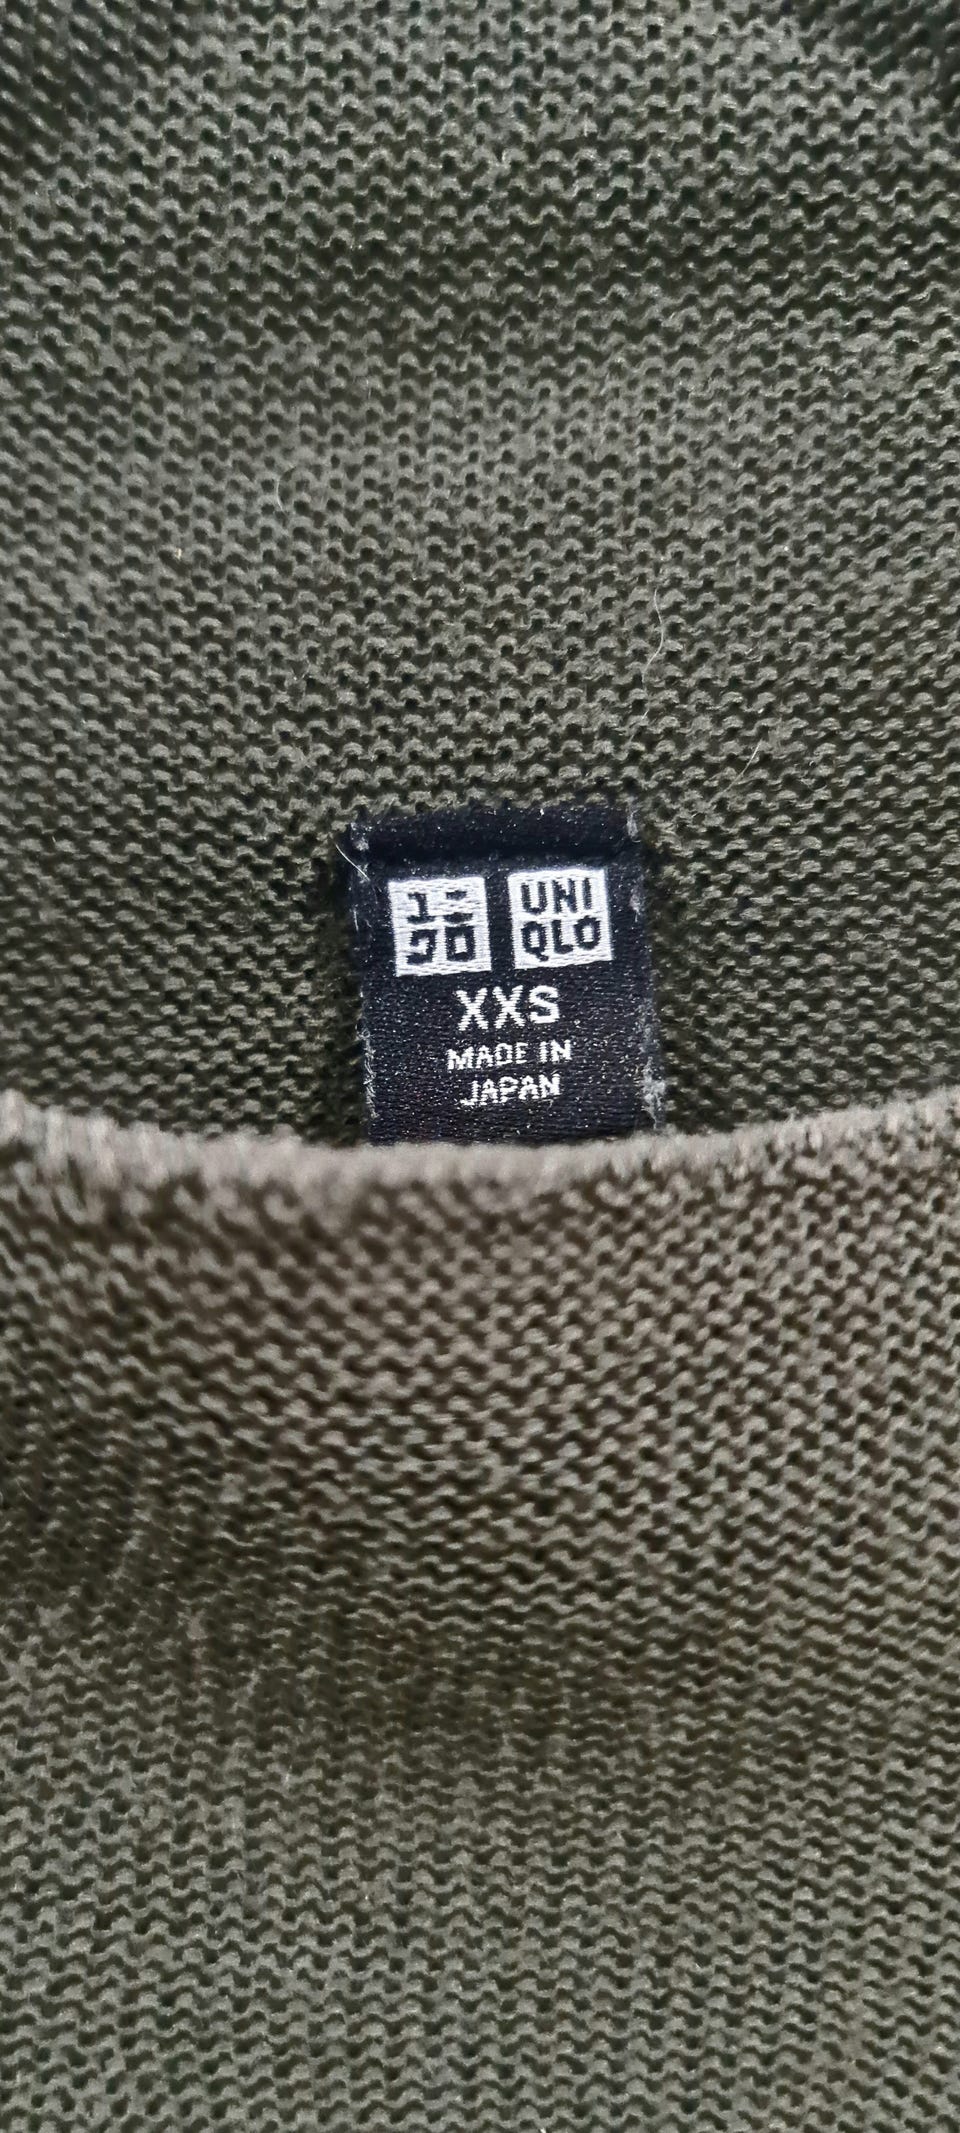 ユニ UNI
クロ QLO
XXS
MADE IN
JAPAN